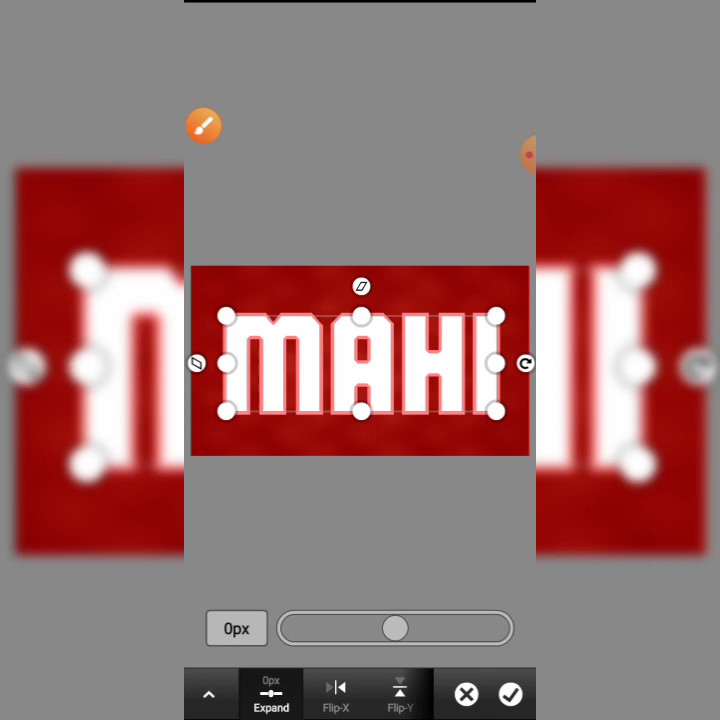 MAHI
0px
0px
Expand
Flip-X
Flip-Y